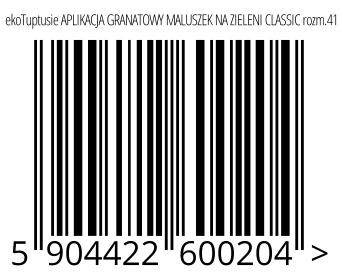 ekoTuptusie APLIKACJA GRANATOWY MALUSZEK NA ZIELENI CLASSIC rozm.41
5 904422 600204 >